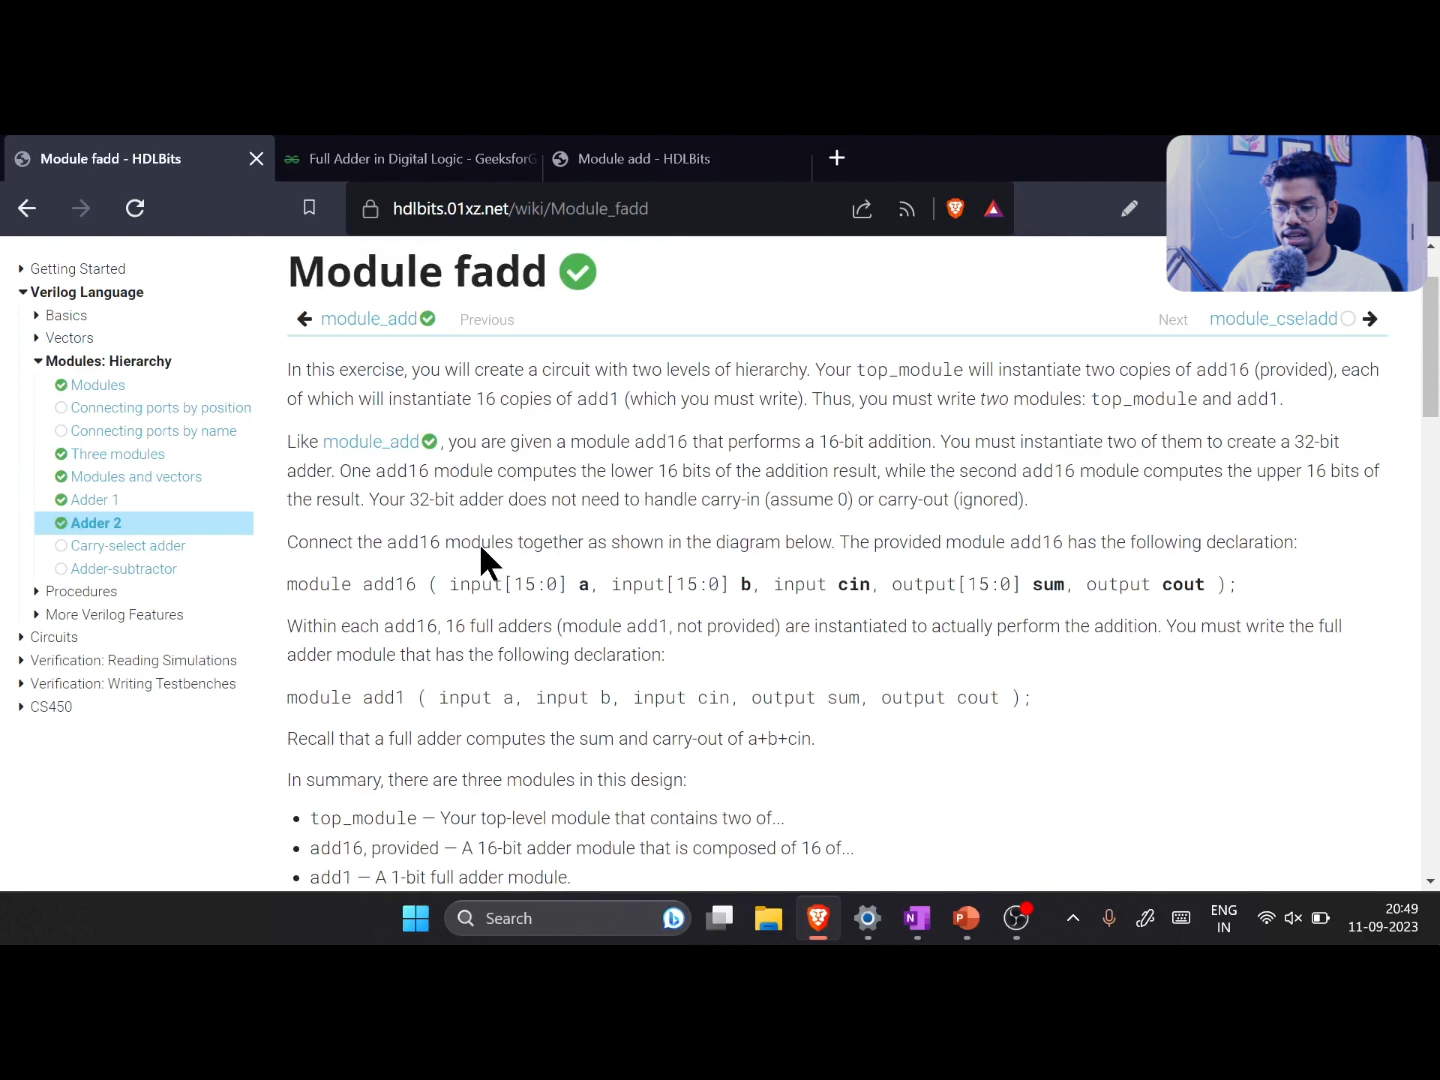 Module fadd - HDLBits
Full Adder in Digital Logic - GeeksforG
Module add - HDLBits
hdlbits.01xz.net/wiki/Module_fadd
Getting Started
Verilog Language
Basics
Vectors
Modules: Hierarchy
Modules
Connecting ports by position
Connecting ports by name
Three modules
Modules and vectors
Adder 1
Adder 2
Carry-select adder
Adder-subtractor
Procedures
More Verilog Features
Circuits
Verification: Reading Simulations
Verification: Writing Testbenches
CS450
Module fadd
module_add Previous
Next module_cseladd
In this exercise, you will create a circuit with two levels of hierarchy. Your top_module will instantiate two copies of add16 (provided), each
of which will instantiate 16 copies of add1 (which you must write). Thus, you must write two modules: top_module and add1.
Like module_add, you are given a module add16 that performs a 16-bit addition. You must instantiate two of them to create a 32-bit
adder. One add16 module computes the lower 16 bits of the addition result, while the second add16 module computes the upper 16 bits of
the result. Your 32-bit adder does not need to handle carry-in (assume 0) or carry-out (ignored).
Connect the add16 modules together as shown in the diagram below. The provided module add16 has the following declaration:
module add16 ( input[15:0] a, input[15:0] b, input cin, output[15:0] sum, output cout );
Within each add16, 16 full adders (module add1, not provided) are instantiated to actually perform the addition. You must write the full
adder module that has the following declaration:
module add1 ( input a, input b, input cin, output sum, output cout );
Recall that a full adder computes the sum and carry-out of a+b+cin.
In summary, there are three modules in this design:
• top_module — Your top-level module that contains two of...
• add16, provided — A 16-bit adder module that is composed of 16 of...
• add1 — A 1-bit full adder module.
Search
ENG
IN
20:49
11-09-2023